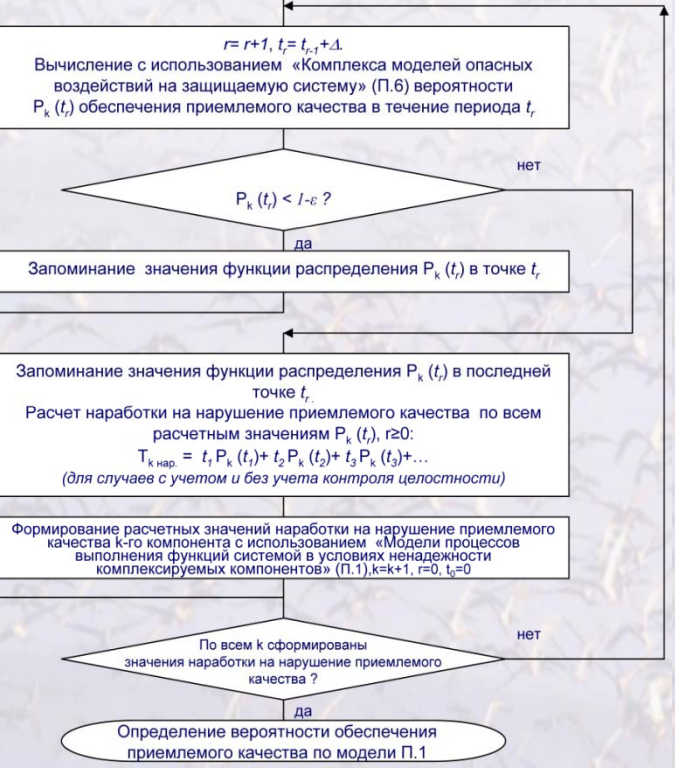 r= r+1, tr= tr-1+Δ.
Вычисление с использованием «Комплекса моделей опасных
воздействий на защищаемую систему» (П.6) вероятности
Pk (tr) обеспечения приемлемого качества в течение периода tr
нет
Pk (tr) < 1-ε ?
да
Запоминание значения функции распределения Pk (tr) в точке tr
Запоминание значения функции распределения Pk (tr) в последней
точке tr .
Расчет наработки на нарушение приемлемого качества по всем
расчетным значениям Pk (tr), r≥0:
Tk нар. = t1 Pk (t1)+ t2 Pk (t2)+ t3 Pk (t3)+…
(для случаев с учетом и без учета контроля целостности)
Формирование расчетных значений наработки на нарушение приемлемого
качества k-го компонента с использованием «Модели процессов
выполнения функций системой в условиях ненадежности
комплексируемых компонентов» (П.1),k=k+1, r=0, t0=0
нет
По всем k сформированы
значения наработки на нарушение приемлемого
качества ?
да
Определение вероятности обеспечения
приемлемого качества по модели П.1